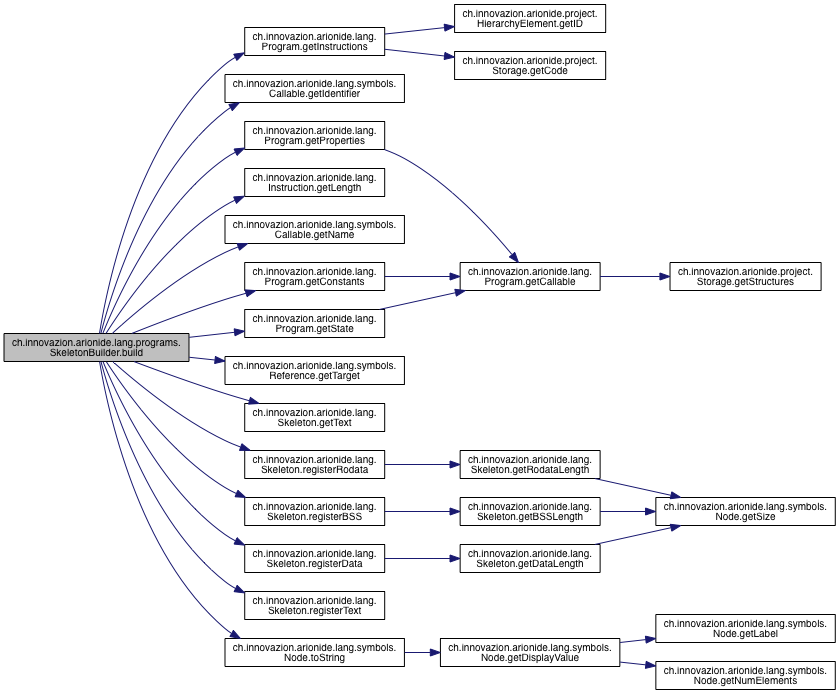 ch.innovazion.arionide.lang.programs.
SkeletonBuilder.build
ch.innovazion.arionide.lang.
Program.getInstructions
ch.innovazion.arionide.project.
HierarchyElement.getID
ch.innovazion.arionide.project.
Storage.getCode
ch.innovazion.arionide.lang.symbols.
Callable.getIdentifier
ch.innovazion.arionide.lang.
Program.getProperties
ch.innovazion.arionide.lang.
Instruction.getLength
ch.innovazion.arionide.lang.symbols.
Callable.getName
ch.innovazion.arionide.lang.
Program.getConstants
ch.innovazion.arionide.lang.
Program.getCallable
ch.innovazion.arionide.project.
Storage.getStructures
ch.innovazion.arionide.lang.
Program.getState
ch.innovazion.arionide.lang.symbols.
Reference.getTarget
ch.innovazion.arionide.lang.
Skeleton.getText
ch.innovazion.arionide.lang.
Skeleton.registerRodata
ch.innovazion.arionide.lang.
Skeleton.getRodataLength
ch.innovazion.arionide.lang.
Skeleton.registerBSS
ch.innovazion.arionide.lang.
Skeleton.getBSSLength
ch.innovazion.arionide.lang.symbols.
Node.getSize
ch.innovazion.arionide.lang.
Skeleton.registerData
ch.innovazion.arionide.lang.
Skeleton.getDataLength
ch.innovazion.arionide.lang.
Skeleton.registerText
ch.innovazion.arionide.lang.symbols.
Node.toString
ch.innovazion.arionide.lang.symbols.
Node.getDisplayValue
ch.innovazion.arionide.lang.symbols.
Node.getLabel
ch.innovazion.arionide.lang.symbols.
Node.getNumElements